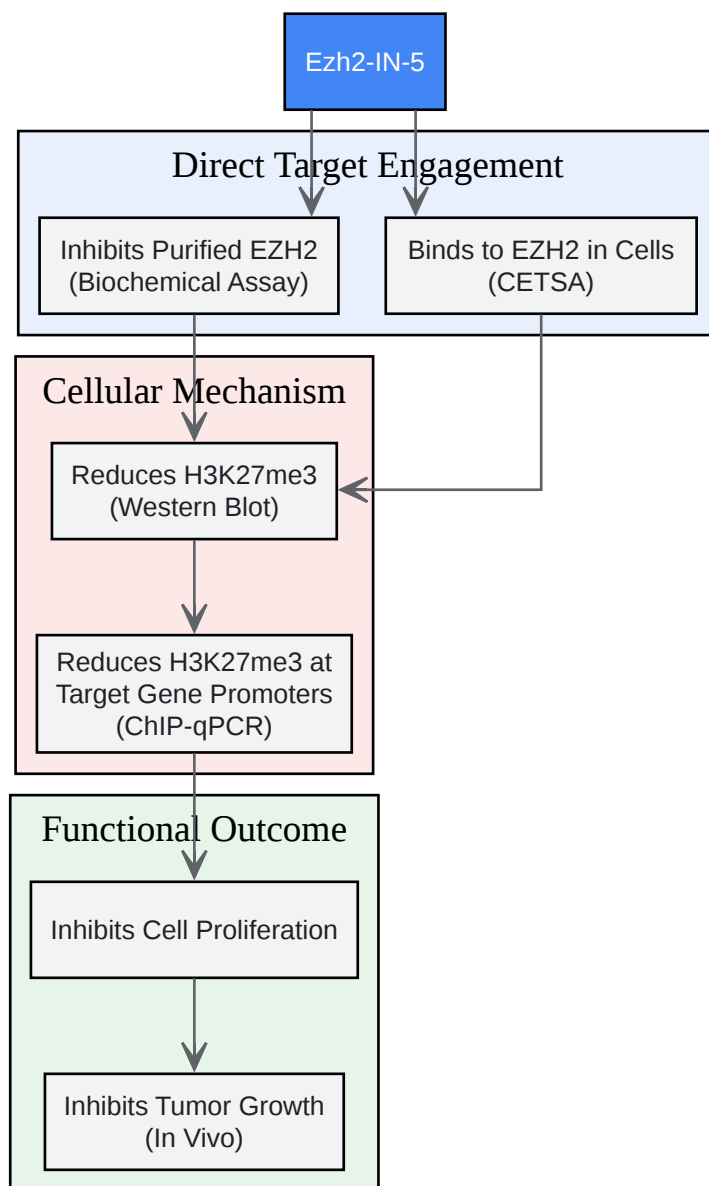 Ezh2-IN-5
Direct Target Engagement
Inhibits Purified EZH2
(Biochemical Assay)
Binds to EZH2 in Cells
(CETSA)
Cellular Mechanism
Reduces H3K27me3
(Western Blot)
Reduces H3K27me3 at
Target Gene Promoters
(ChIP-qPCR)
Functional Outcome
Inhibits Cell Proliferation
Inhibits Tumor Growth
(In Vivo)